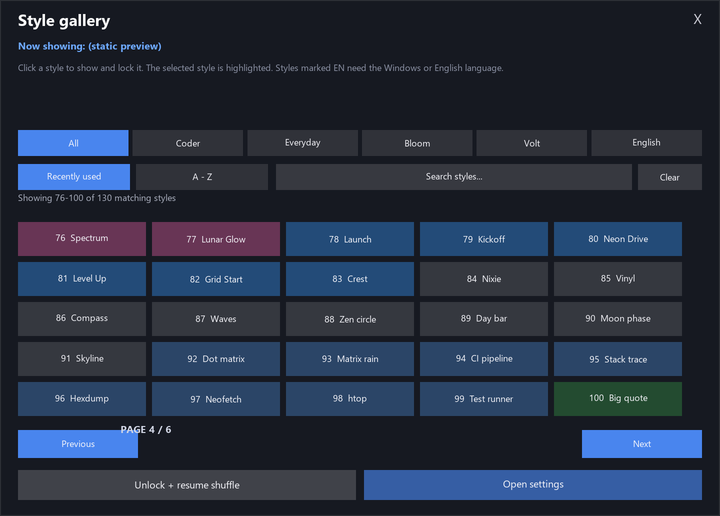 Style gallery
X
Now showing: (static preview)
Click a style to show and lock it. The selected style is highlighted. Styles marked EN need the Windows or English language.
All Coder Everyday Bloom Volt English
Recently used A - Z Search styles... Clear
Showing 76-100 of 130 matching styles
76 Spectrum 77 Lunar Glow 78 Launch 79 Kickoff 80 Neon Drive
81 Level Up 82 Grid Start 83 Crest 84 Nixie 85 Vinyl
86 Compass 87 Waves 88 Zen circle 89 Day bar 90 Moon phase
91 Skyline 92 Dot matrix 93 Matrix rain 94 CI pipeline 95 Stack trace
96 Hexdump 97 Neofetch 98 htop 99 Test runner 100 Big quote
PAGE 4 / 6
Previous Next
Unlock + resume shuffle Open settings